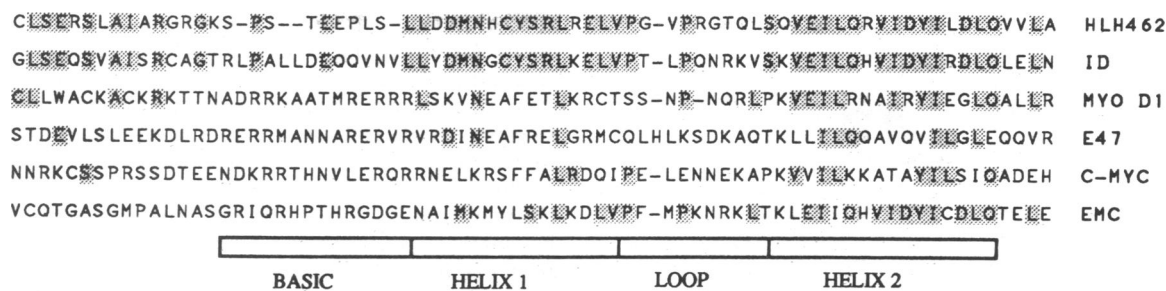 CLSERSLAIARGRGKS-PS--TEEPLS-LLDDMNHCYSRLRELVPG-VPRGTQLSQVEILQRVIDYILDLQVVLA HLH462
GLSEQSVAISRCAGTRLPALLDEQQVNVLLYDMNGCYSRLKELVPT-LPQNRKVSKVEILQHVIDYIRDLQLELN ID
CLLWACKACKRKTTNADRRKAATMRERRRLSKVNEAFETLKRCTSS-NP-NQRLPKVEILRNAIRYIEGLQALLR MYO D1
STDEVLSLEEKDLRDRERRMANNARERVRVRDINEAFRELGRMCQLHLKSDKAQTKLLILQQAVQVILGLEQQVR E47
NNRKCSSPRSSDTEENDKRRTHNVLERQRRNELKRSFFALRDQIPE-LENNEKAPKVVILKKATAYILSIQADEH C-MYC
VCQTGASGMPALNASGRIQRHPTHRGDGENAIMKMYLSKLKDLVPF-MPKNRKLTKLEIIQHVIDYICDLQTELE EMC
BASIC HELIX 1 LOOP HELIX 2